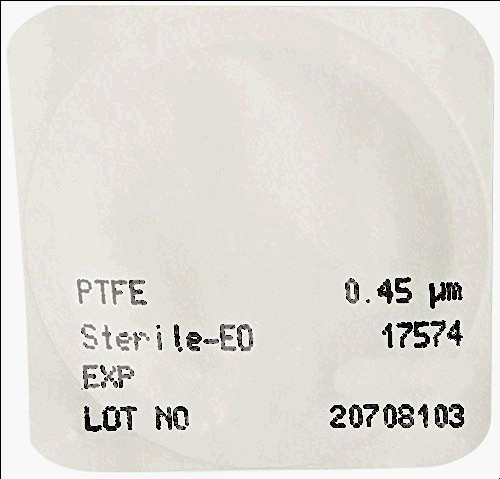 PTFE 0.45 µm
Sterile-EO 17574
EXP
LOT NO 20708103